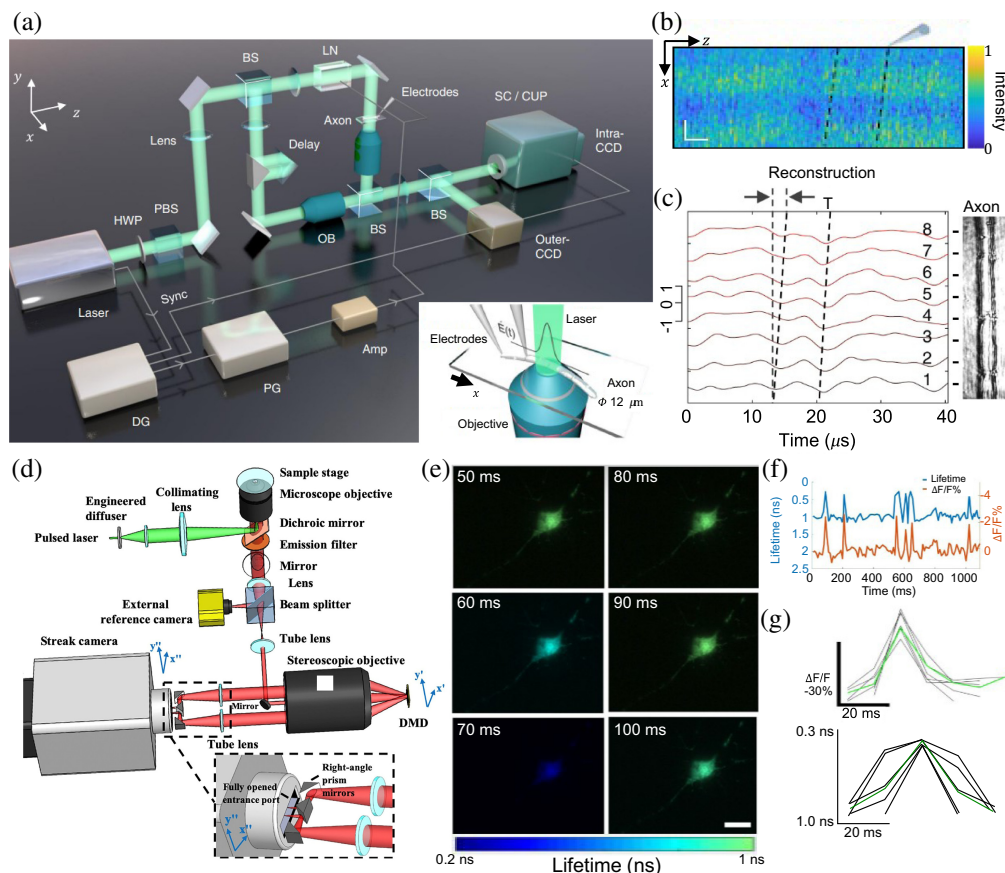 (a)
y
z
x
BS
LN
Electrodes
Axon
SC / CUP
Intra-
CCD
Lens
Delay
HWP
PBS
OB
BS
BS
Outer-
CCD
Laser
Sync
Amp
DG
PG
Laser
E(t)
Electrodes
x
Axon
Φ 12 μm
Objective
(b)
z
x
1
0
Intensity
Reconstruction
(c)
T
Axon
8
7
6
5
4
3
2
1
-1 0 1
0 10 20 30 40
Time (μs)
(d)
Sample stage
Microscope objective
Collimating
lens
Engineered
diffuser
Pulsed laser
Dichroic mirror
Emission filter
Mirror
Lens
Beam splitter
External
reference camera
Tube lens
Streak camera
y''
x''
Stereoscopic objective
y'
x'
Mirror
DMD
Tube lens
Right-angle
prism
mirrors
Fully opened
entrance port
y''
x''
(e)
50 ms
80 ms
60 ms
90 ms
70 ms
100 ms
0.2 ns
1 ns
Lifetime (ns)
(f)
Lifetime
ΔF/F%
Lifetime (ns)
0
0.5
1
1.5
2
2.5
-4
-2
0
ΔF/F%
0 200 400 600 800 1000
Time (ms)
(g)
ΔF/F
-30%
20 ms
0.3 ns
1.0 ns
20 ms